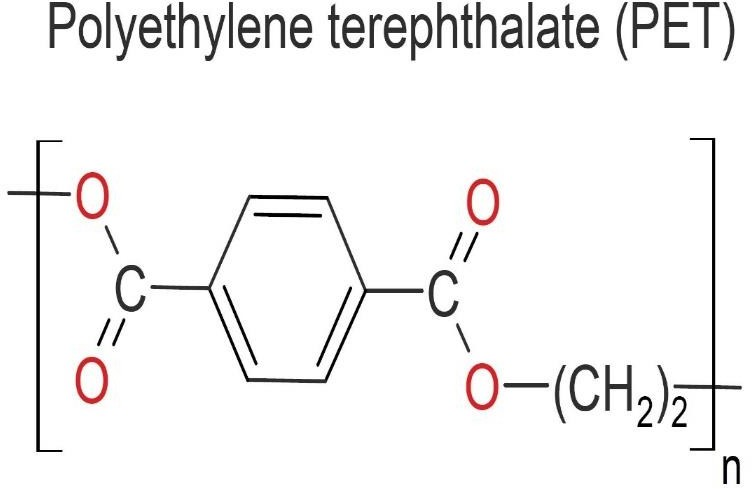 Polyethylene terephthalate (PET)
O
O
C
C
O
O
(CH₂)₂
n